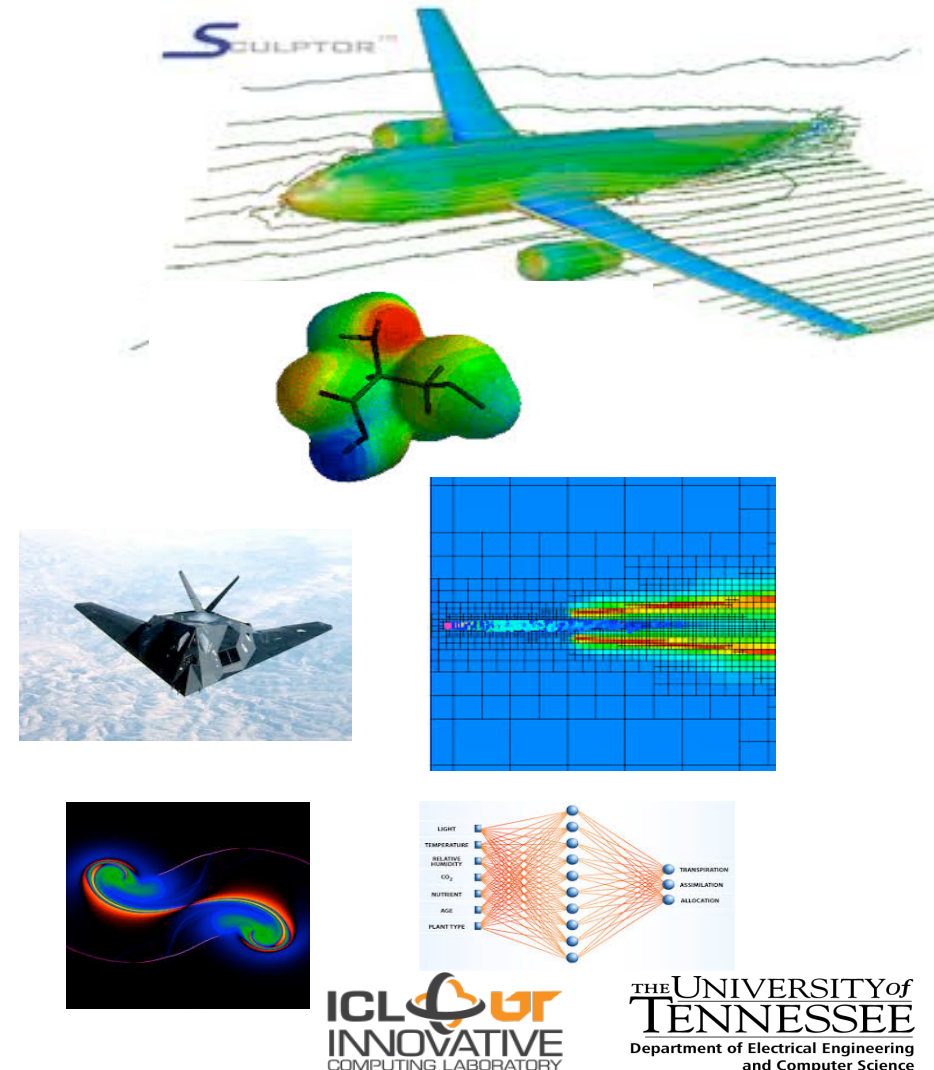 SCULPTOR™
LIGHT
TEMPERATURE
RELATIVE
HUMIDITY
CO₂
NUTRIENT
AGE
PLANT TYPE
TRANSPIRATION
ASSIMILATION
ALLOCATION
ICL UT
INNOVATIVE
COMPUTING LABORATORY
THE UNIVERSITY of
TENNESSEE
Department of Electrical Engineering
and Computer Science